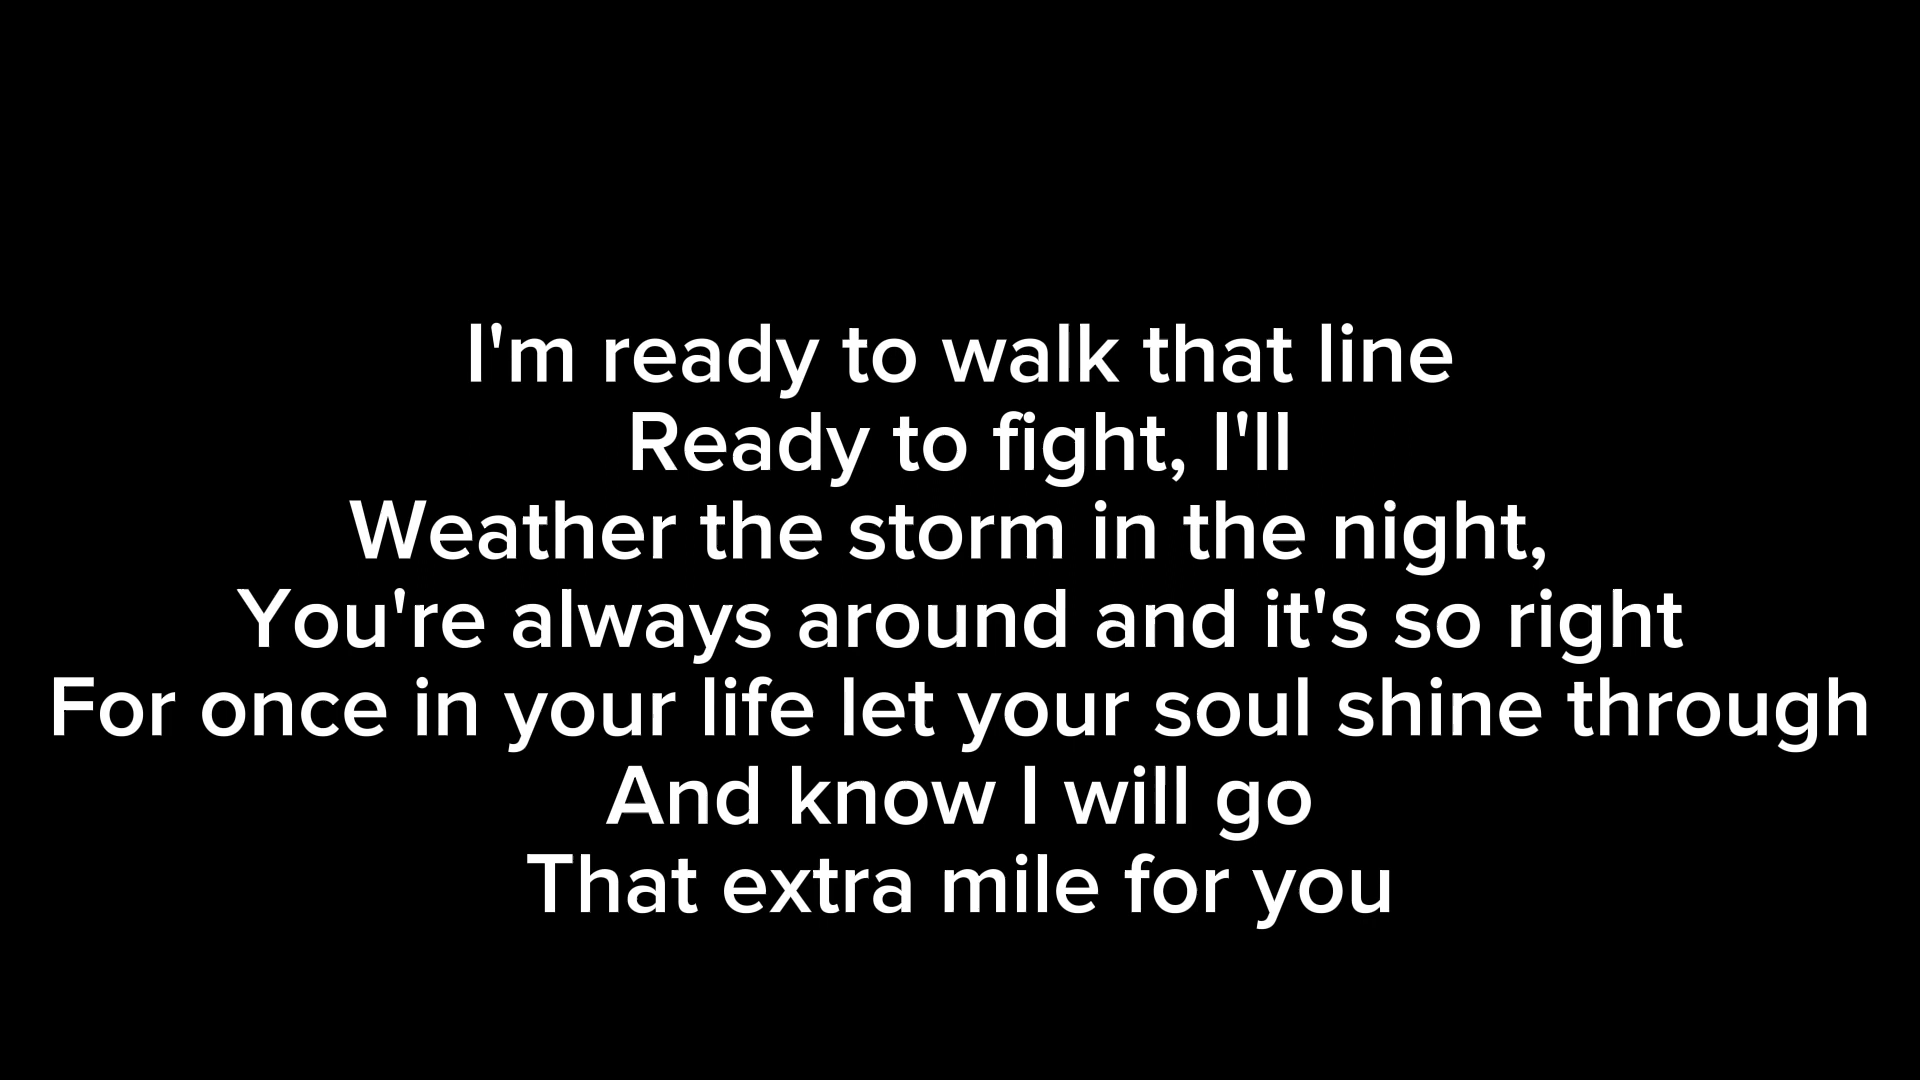 I'm ready to walk that line
Ready to fight, I'll
Weather the storm in the night,
You're always around and it's so right
For once in your life let your soul shine through
And know I will go
That extra mile for you